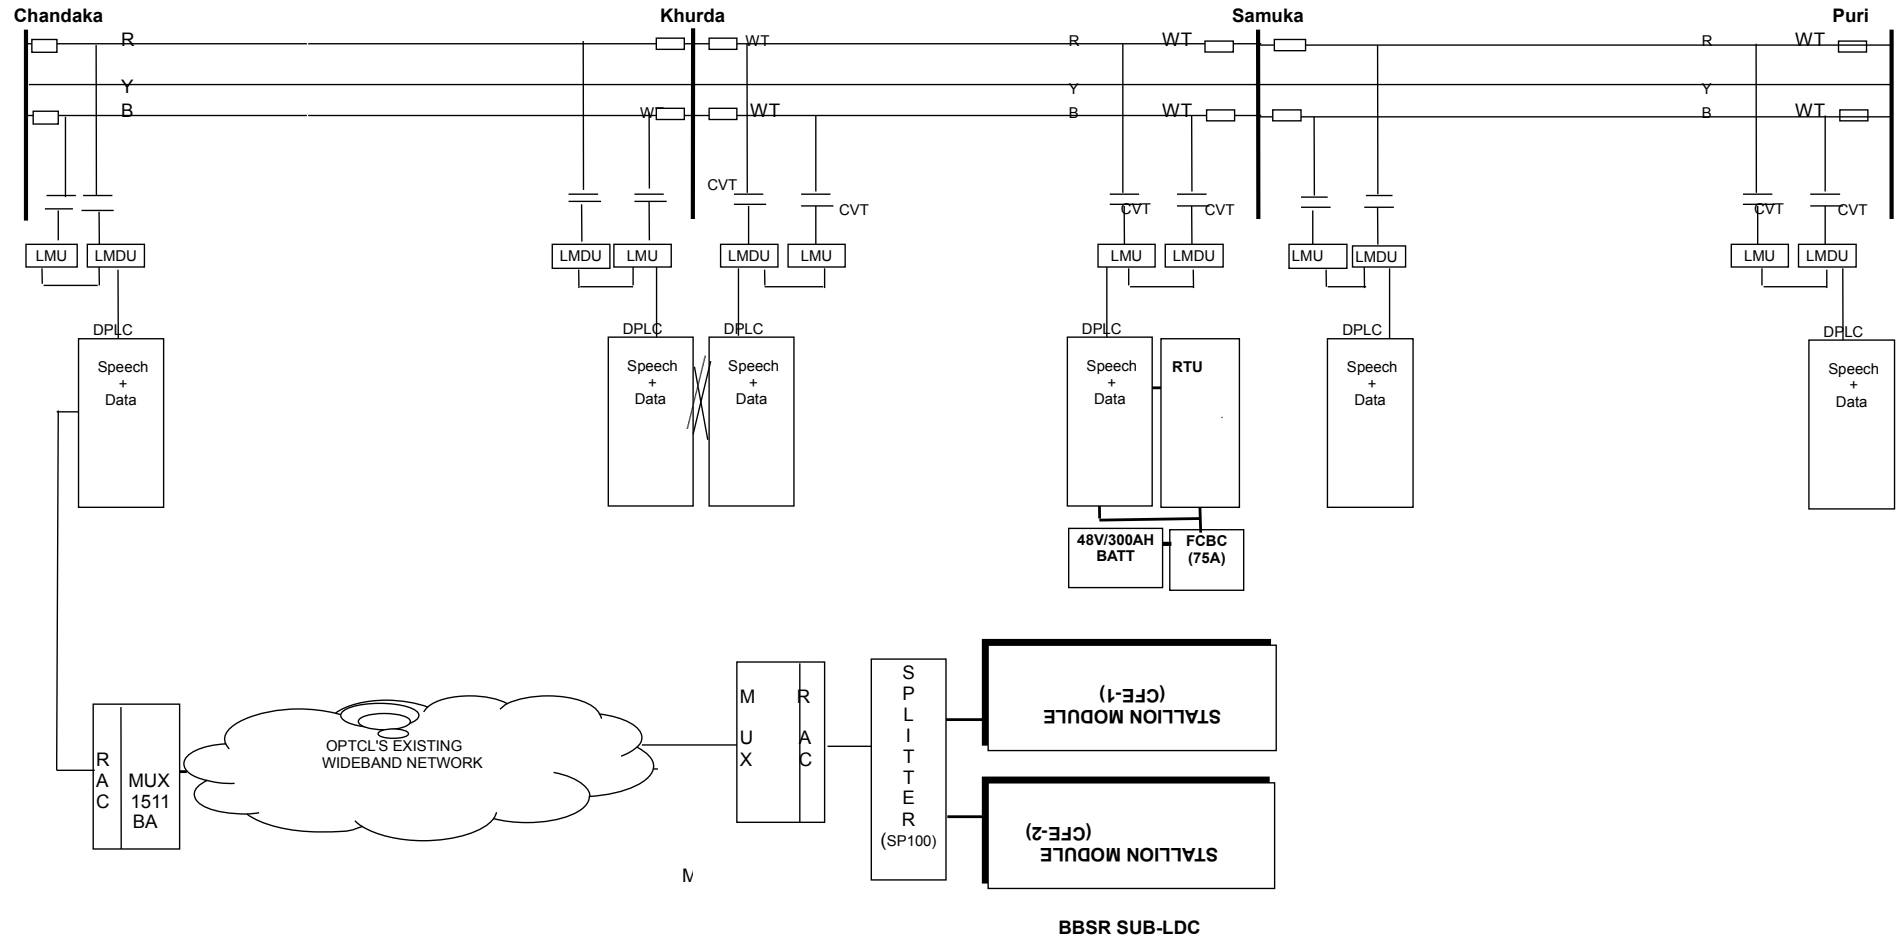 Chandaka
Khurda
Samuka
Puri
R
WT
R
WT
R
WT
Y
Y
Y
B
WT
B
WT
B
WT
CVT
CVT
CVT
CVT
CVT
CVT
LMU
LMDU
LMDU
LMU
LMDU
LMU
LMU
LMDU
LMU
LMDU
LMU
LMDU
DPLC
DPLC
DPLC
DPLC
DPLC
DPLC
Speech
+
Data
Speech
+
Data
Speech
+
Data
Speech
+
Data
RTU
Speech
+
Data
Speech
+
Data
48V/300AH
BATT
FCBC
(75A)
RAC
MUX
1511
BA
OPTCL'S EXISTING
WIDEBAND NETWORK
MUX
RAC
SPLITTER
(SP100)
STALLION MODULE
(CFE-1)
STALLION MODULE
(CFE-2)
BBSR SUB-LDC